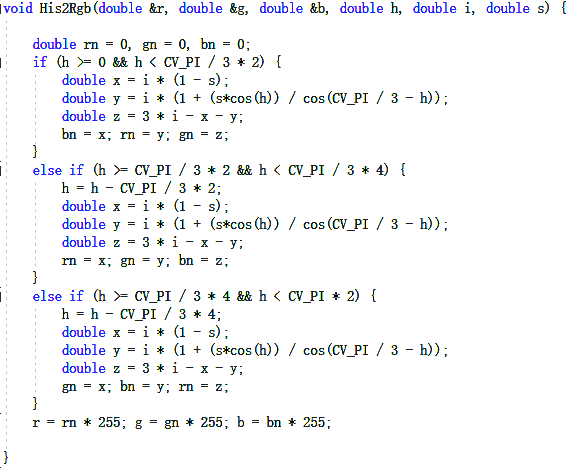 void His2Rgb(double &r, double &g, double &b, double h, double i, double s) {
double rn = 0, gn = 0, bn = 0;
if (h >= 0 && h < CV_PI / 3 * 2) {
double x = i * (1 - s);
double y = i * (1 + (s*cos(h)) / cos(CV_PI / 3 - h));
double z = 3 * i - x - y;
bn = x; rn = y; gn = z;
}
else if (h >= CV_PI / 3 * 2 && h < CV_PI / 3 * 4) {
h = h - CV_PI / 3 * 2;
double x = i * (1 - s);
double y = i * (1 + (s*cos(h)) / cos(CV_PI / 3 - h));
double z = 3 * i - x - y;
rn = x; gn = y; bn = z;
}
else if (h >= CV_PI / 3 * 4 && h < CV_PI * 2) {
h = h - CV_PI / 3 * 4;
double x = i * (1 - s);
double y = i * (1 + (s*cos(h)) / cos(CV_PI / 3 - h));
double z = 3 * i - x - y;
gn = x; bn = y; rn = z;
}
r = rn * 255; g = gn * 255; b = bn * 255;
}